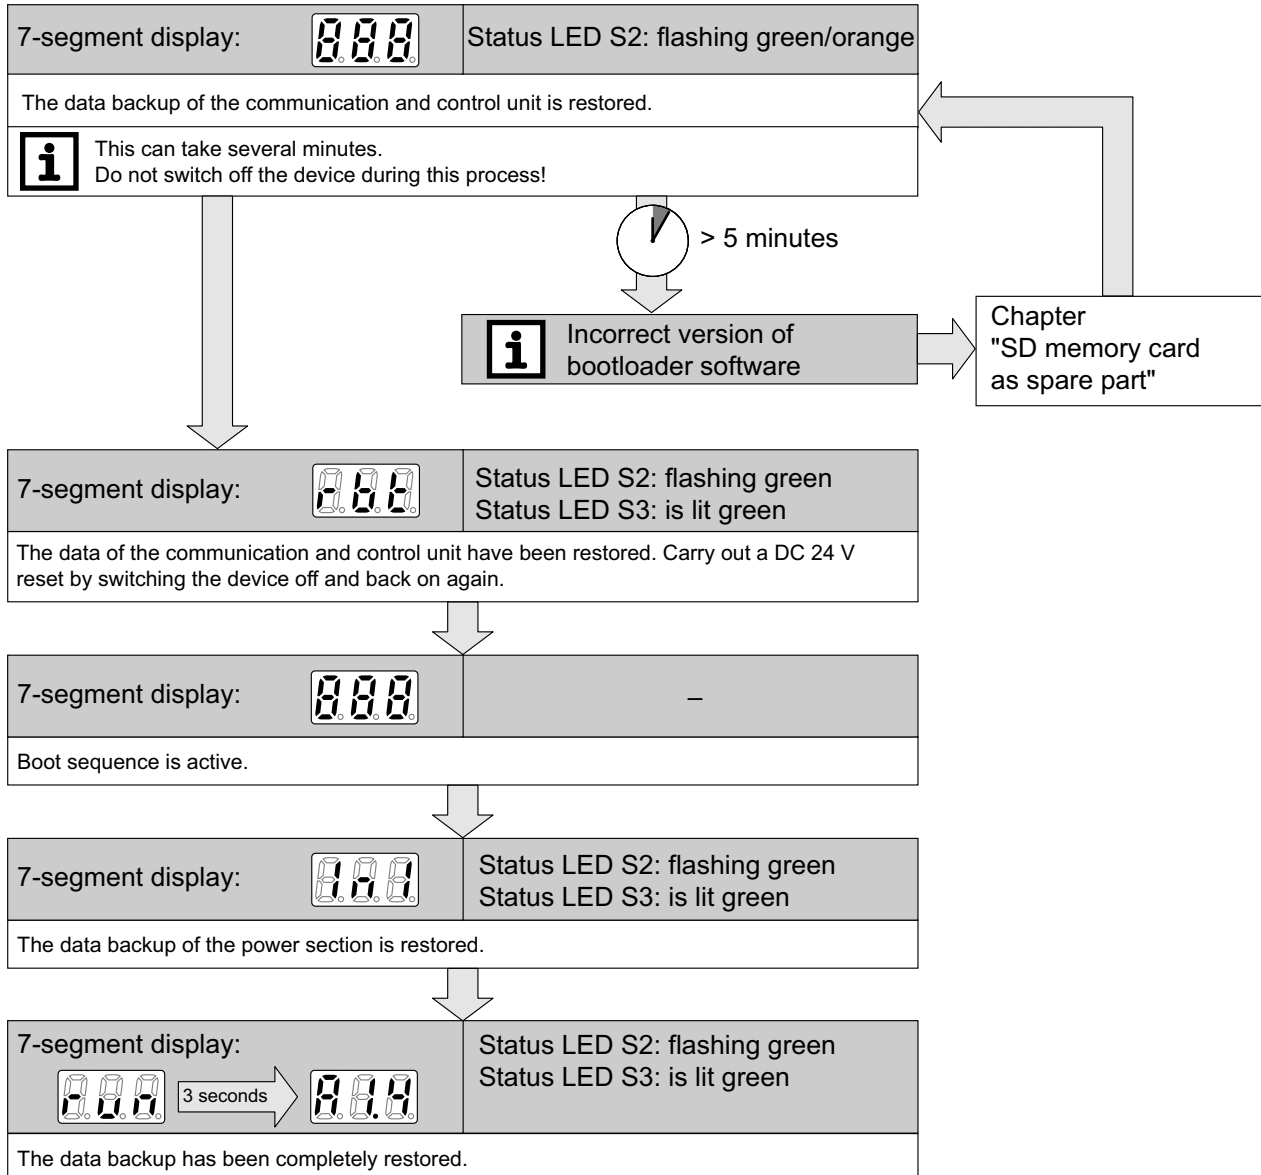 7-segment display: 888 Status LED S2: flashing green/orange
The data backup of the communication and control unit is restored.
i This can take several minutes.
Do not switch off the device during this process!
> 5 minutes
i Incorrect version of
bootloader software
Chapter
"SD memory card
as spare part"
7-segment display: rbt Status LED S2: flashing green
Status LED S3: is lit green
The data of the communication and control unit have been restored. Carry out a DC 24 V
reset by switching the device off and back on again.
7-segment display: 888 –
Boot sequence is active.
7-segment display: In1 Status LED S2: flashing green
Status LED S3: is lit green
The data backup of the power section is restored.
7-segment display: Status LED S2: flashing green
Status LED S3: is lit green
run 3 seconds A.1.4
The data backup has been completely restored.